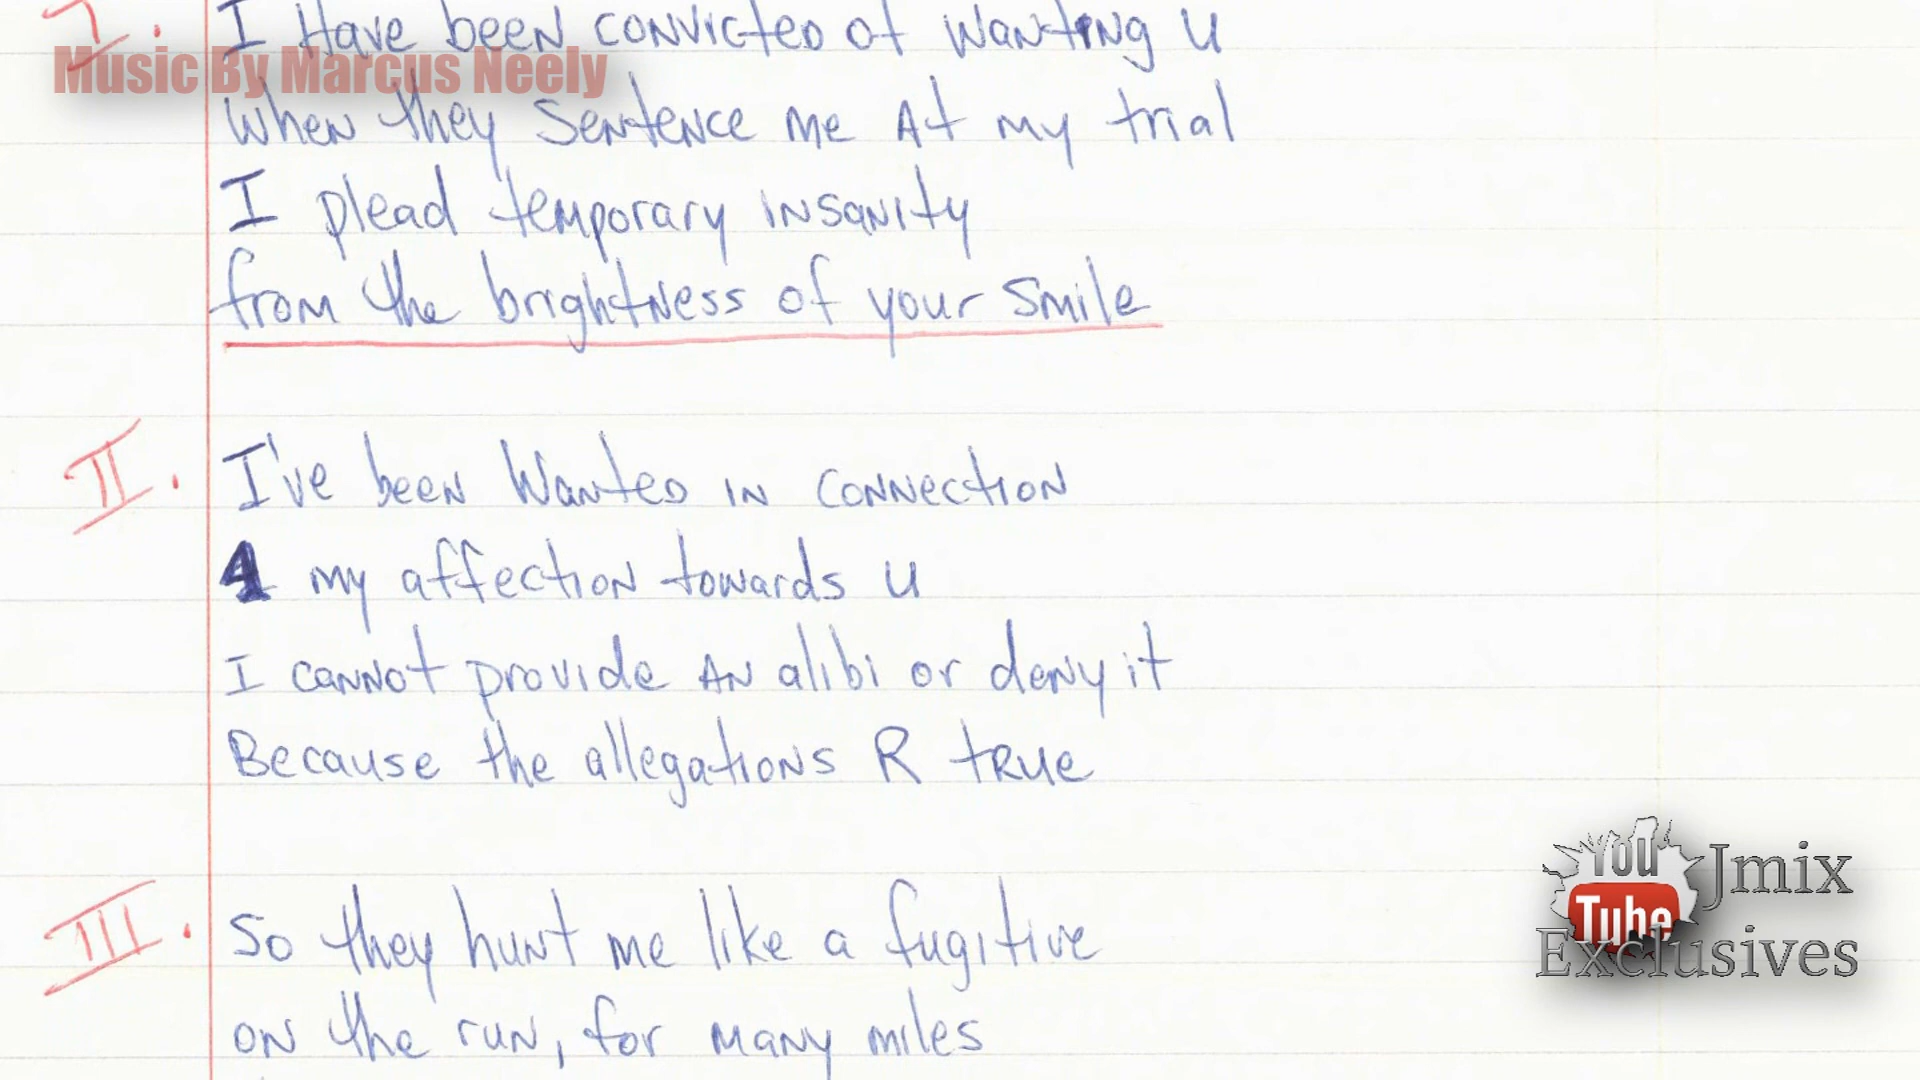 I. I Have been convicted of wanting u
Music By Marcus Neely
When they sentence me At my trial
I plead temporary insanity
from the brightness of your smile
II. I've been wanted in connection
4 my affection towards u
I cannot provide an alibi or deny it
Because the allegations R true
III. So they hunt me like a fugitive
on the run, for many miles
You
Tube
Jmix
Exclusives